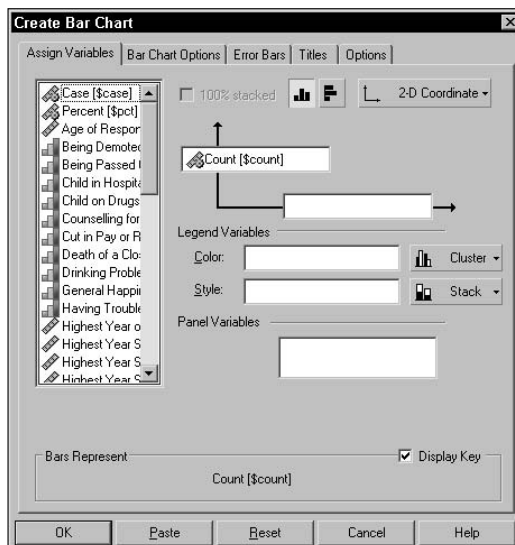 Create Bar Chart
Assign Variables
Bar Chart Options
Error Bars
Titles
Options
Case [$case]
Percent [$pct]
Age of Respor
Being Demotec
Being Passed
Child in Hospita
Child on Drugs
Counselling for
Cut in Pay or R
Death of a Clo
Drinking Proble
General Happi
Having Trouble
Highest Year o
Highest Year S
Highest Year S
Highest Year S
100% stacked
2-D Coordinate
Count [$count]
Legend Variables
Color:
Cluster
Style:
Stack
Panel Variables
Bars Represent
Display Key
Count [$count]
OK
Paste
Reset
Cancel
Help